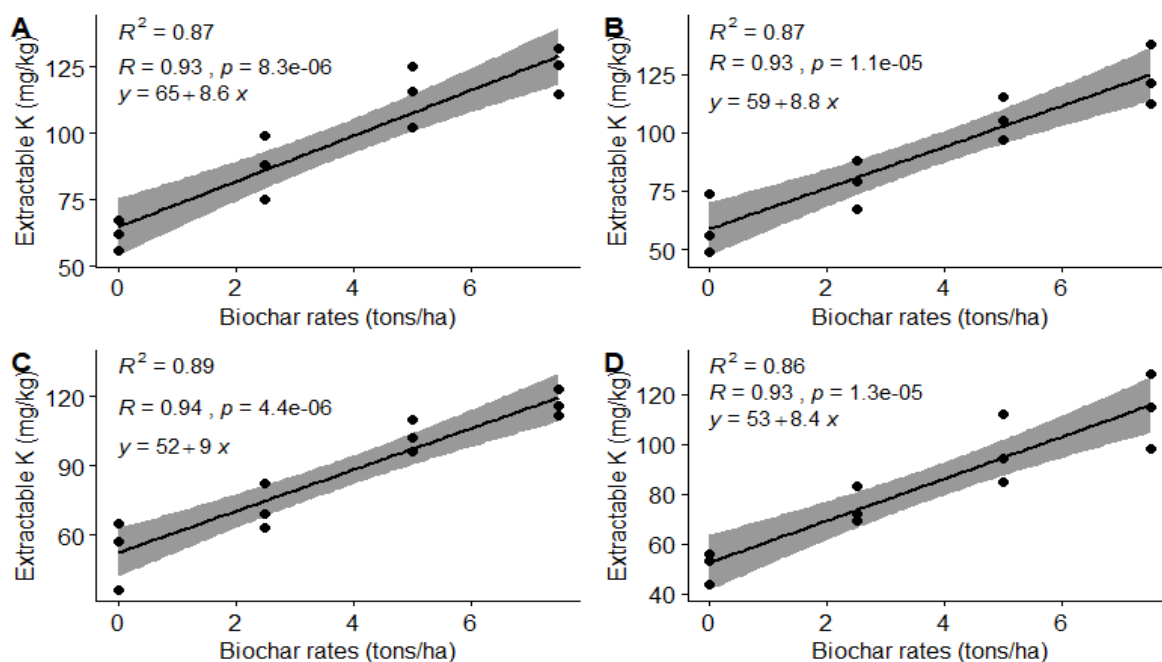 A
R² = 0.87
R = 0.93 , p = 8.3e-06
y = 65+8.6 x
Extractable K (mg/kg)
125
100
75
50
0 2 4 6
Biochar rates (tons/ha)
B
R² = 0.87
R = 0.93 , p = 1.1e-05
y = 59+8.8 x
Extractable K (mg/kg)
125
100
75
50
0 2 4 6
Biochar rates (tons/ha)
C
R² = 0.89
R = 0.94 , p = 4.4e-06
y = 52+9 x
Extractable K (mg/kg)
120
90
60
0 2 4 6
Biochar rates (tons/ha)
D
R² = 0.86
R = 0.93 , p = 1.3e-05
y = 53+8.4 x
Extractable K (mg/kg)
120
100
80
60
40
0 2 4 6
Biochar rates (tons/ha)